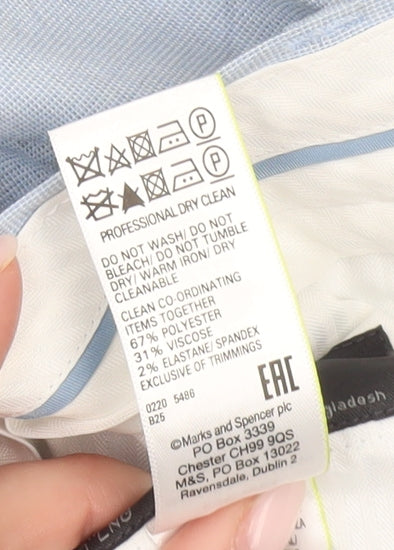 P
P
PROFESSIONAL DRY CLEAN
DO NOT WASH/ DO NOT
BLEACH/ DO NOT TUMBLE
DRY/ WARM IRON/ DRY
CLEANABLE
CLEAN CO-ORDINATING
ITEMS TOGETHER
67% POLYESTER
31% VISCOSE
2% ELASTANE/ SPANDEX
EXCLUSIVE OF TRIMMINGS
0220 5486
B25
EAC
©Marks and Spencer plc
PO Box 3339
Chester CH99 9QS
M&S, PO Box 13022
Ravensdale, Dublin 2
gladesh